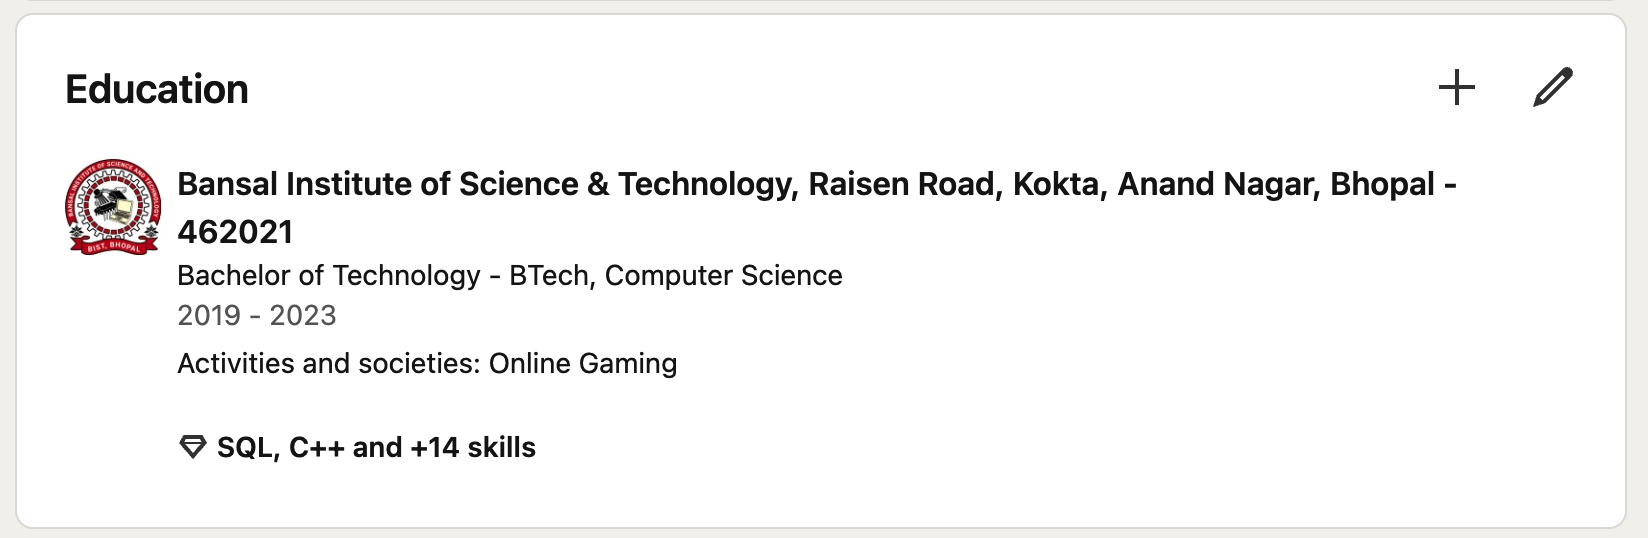 Education
BANSAL INSTITUTE OF SCIENCE AND TECHNOLOGY
BIST, BHOPAL
Bansal Institute of Science & Technology, Raisen Road, Kokta, Anand Nagar, Bhopal -
462021
Bachelor of Technology - BTech, Computer Science
2019 - 2023
Activities and societies: Online Gaming
SQL, C++ and +14 skills